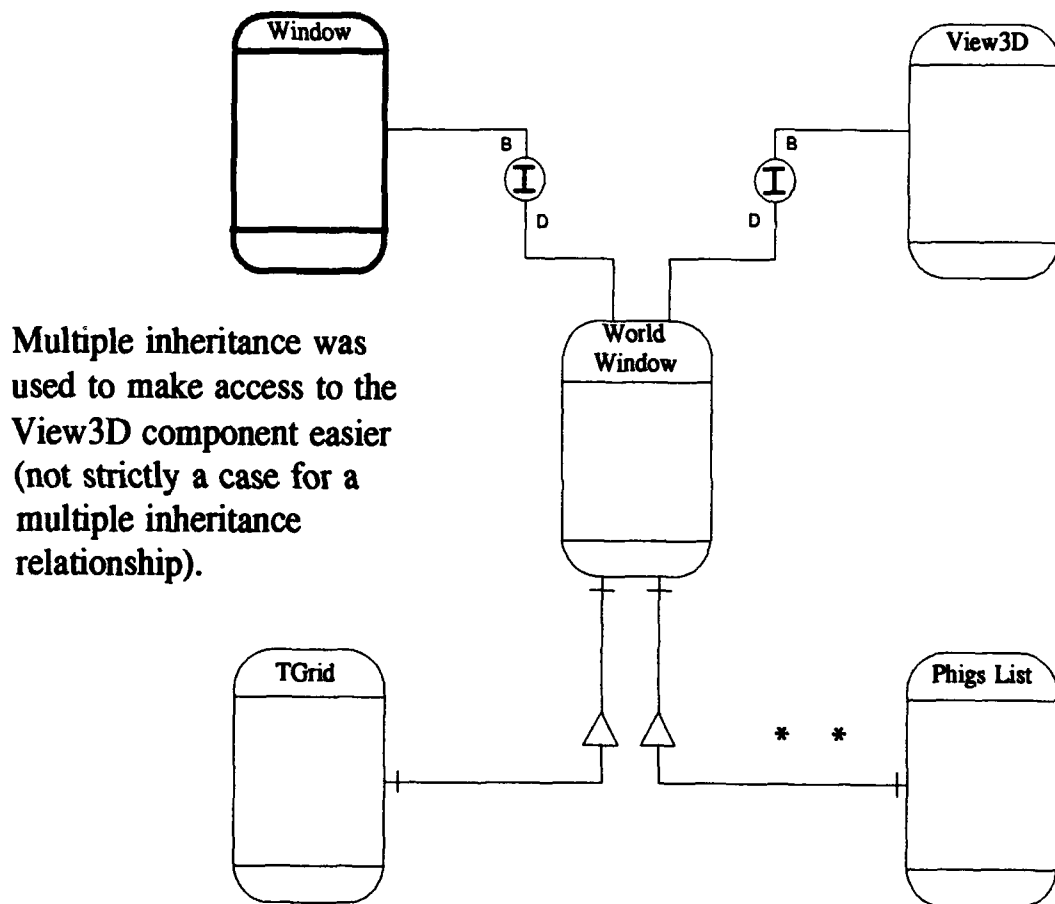 Window
View3D
B
B
I
I
D
D
World
Window
Multiple inheritance was
used to make access to the
View3D component easier
(not strictly a case for a
multiple inheritance
relationship).
TGrid
Phigs List
* *